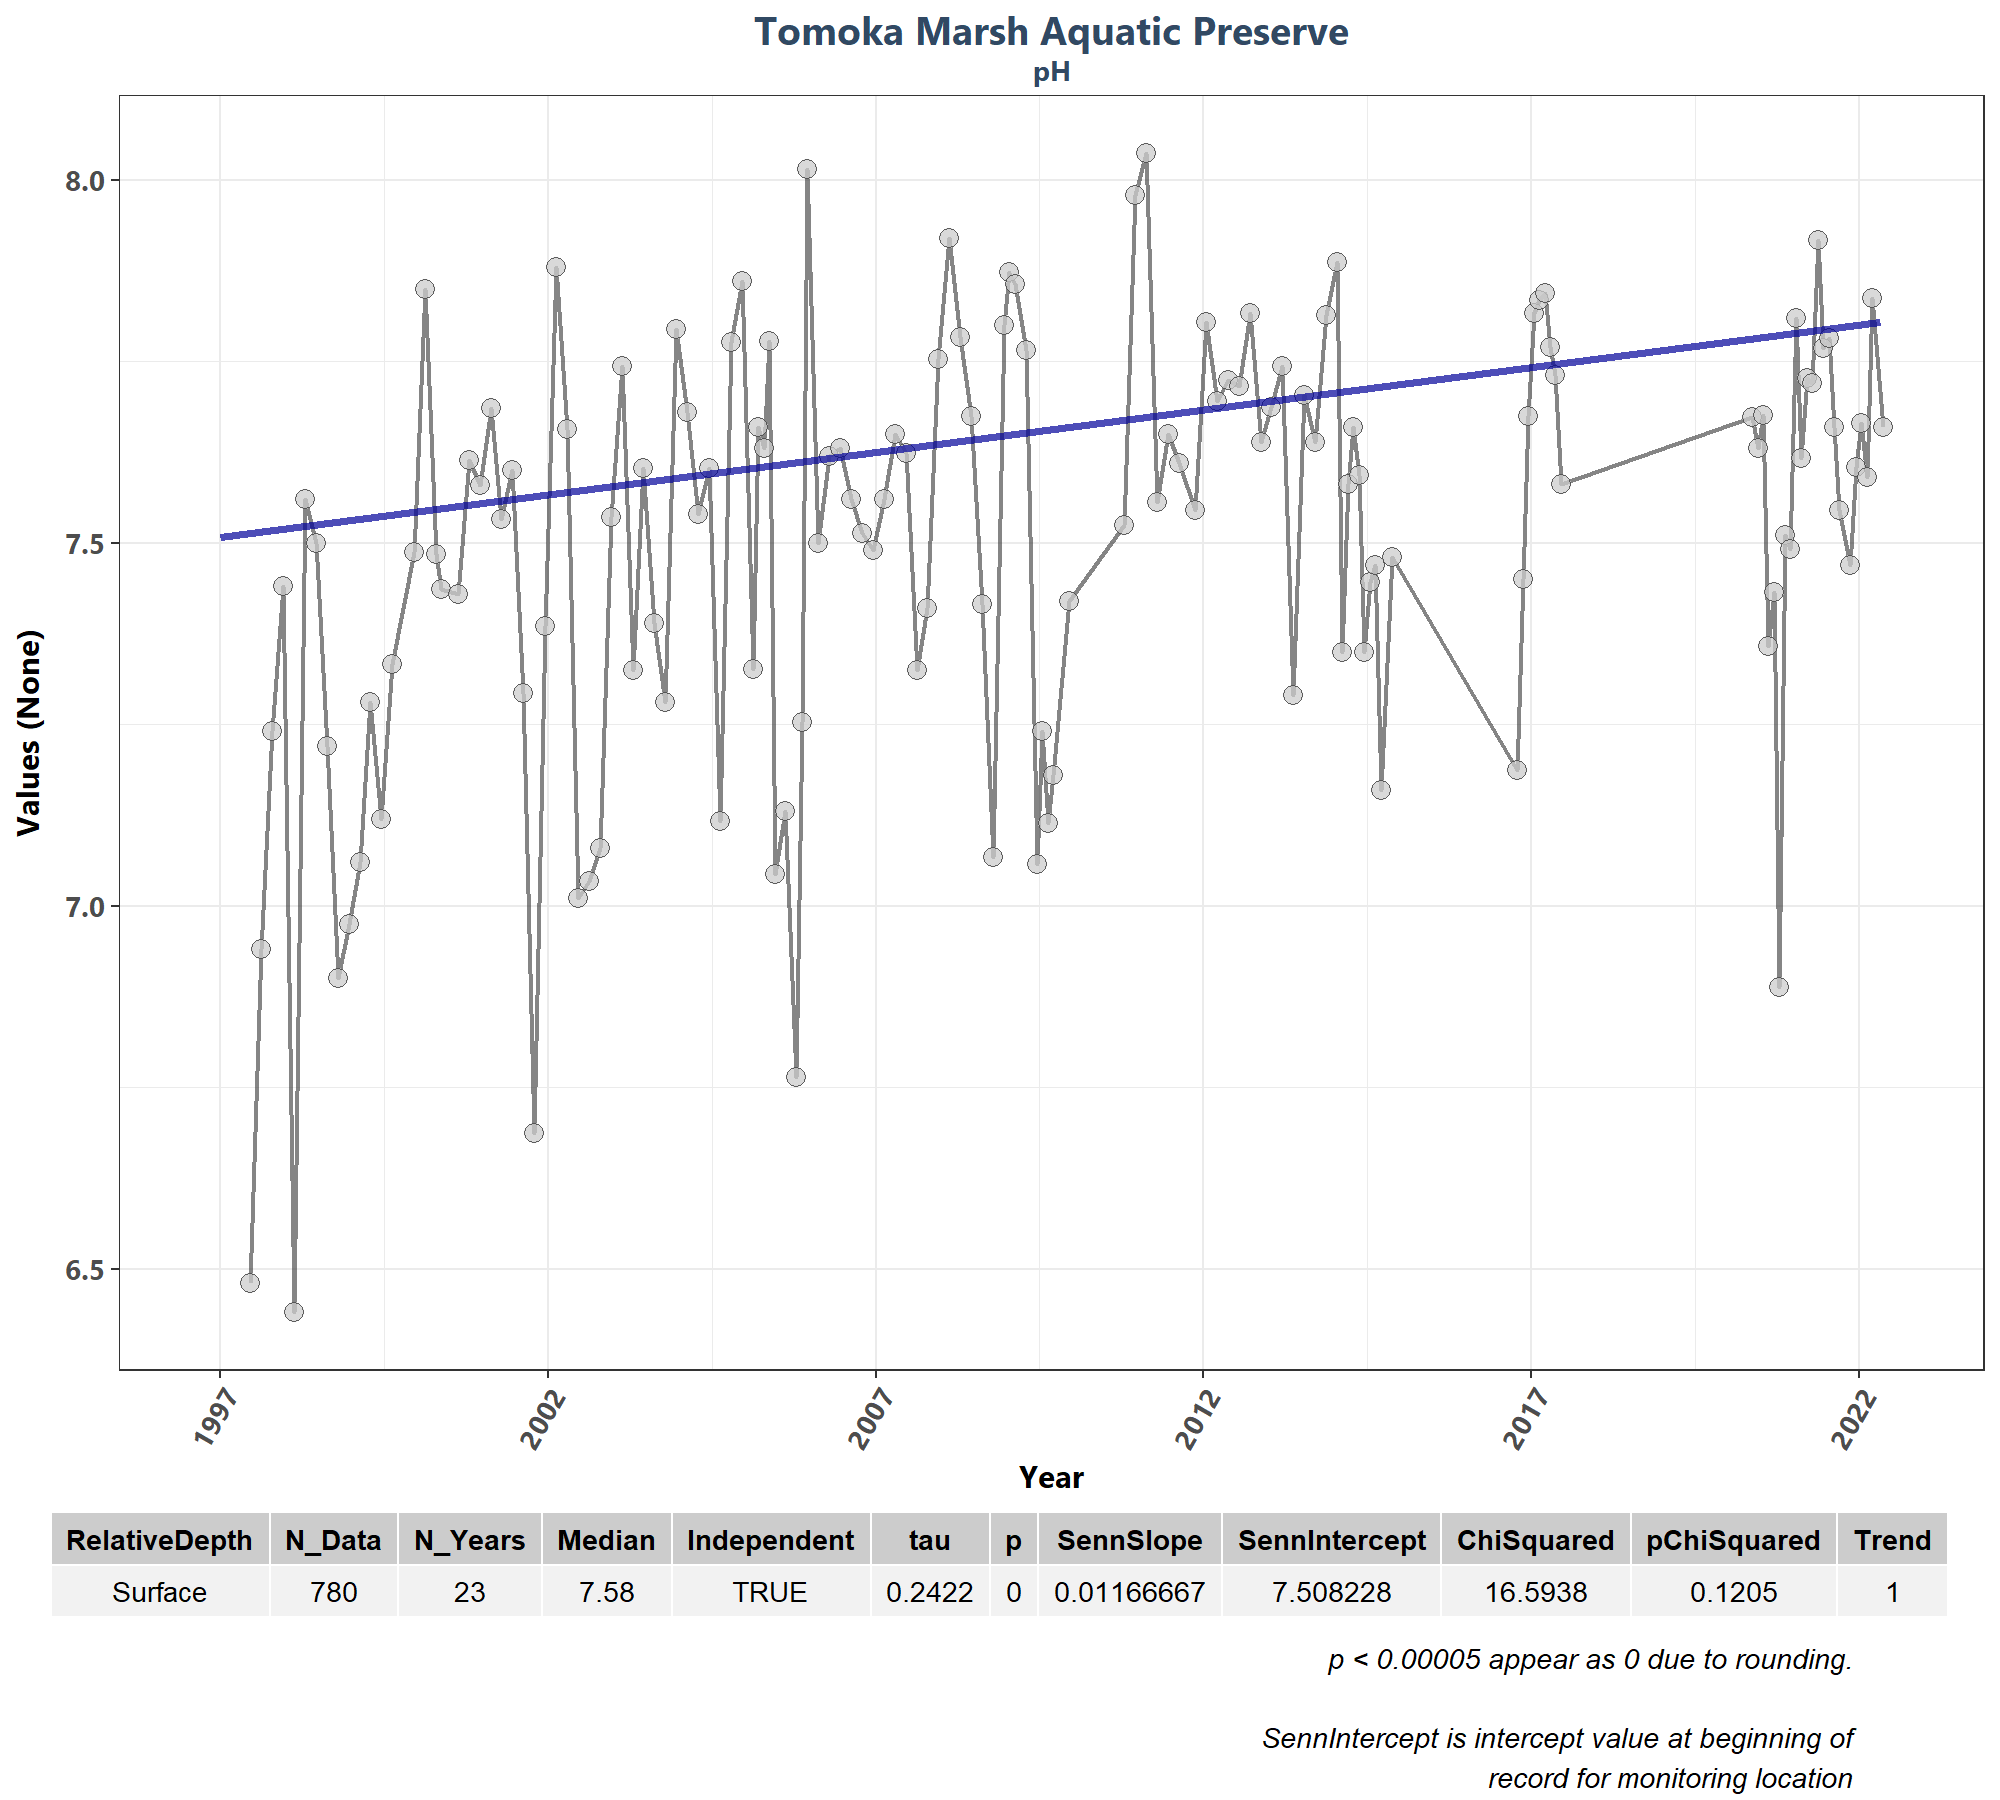 Tomoka Marsh Aquatic Preserve
pH
Values (None)
8.0
7.5
7.0
6.5
1997 2002 2007 2012 2017 2022
Year
RelativeDepth N_Data N_Years Median Independent tau p SennSlope SennIntercept ChiSquared pChiSquared Trend
Surface 780 23 7.58 TRUE 0.2422 0 0.01166667 7.508228 16.5938 0.1205 1
p < 0.00005 appear as 0 due to rounding.
SennIntercept is intercept value at beginning of
record for monitoring location